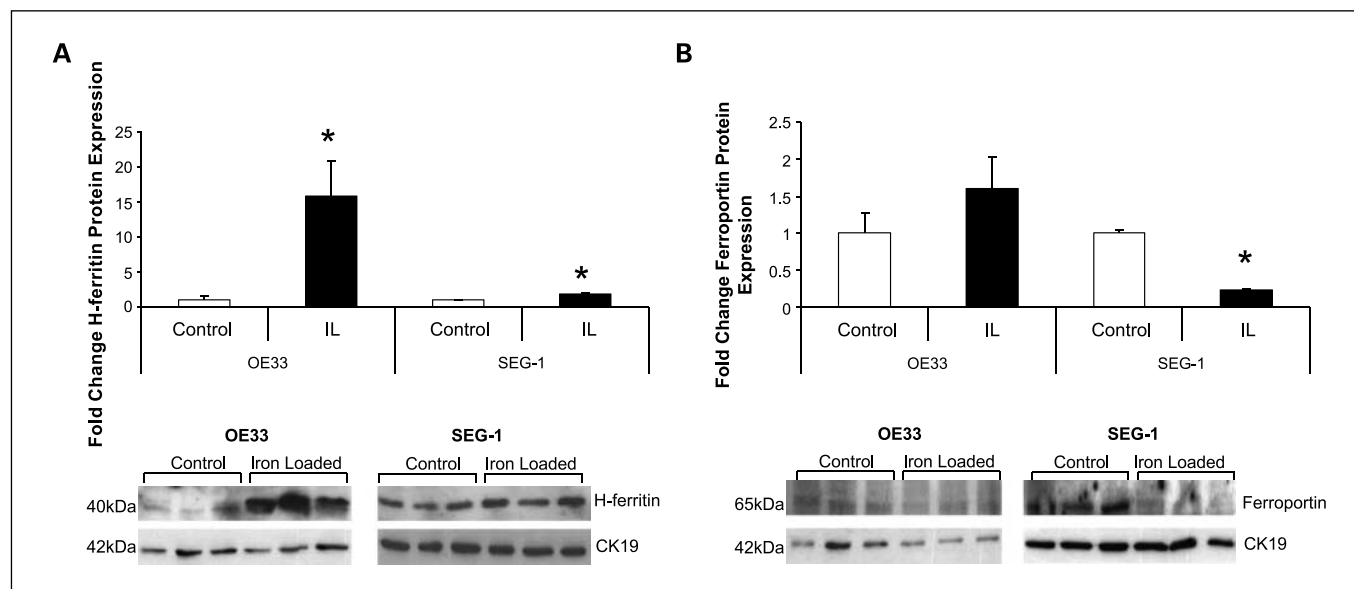 A
Fold Change H-ferritin Protein Expression
25
20
15
10
5
0
*
*
Control
IL
Control
IL
OE33
SEG-1
OE33
SEG-1
Control
Iron Loaded
Control
Iron Loaded
40kDa
H-ferritin
42kDa
CK19
B
Fold Change Ferroportin Protein
Expression
2.5
2
1.5
1
0.5
0
*
Control
IL
Control
IL
OE33
SEG-1
OE33
SEG-1
Control
Iron Loaded
Control
Iron Loaded
65kDa
Ferroportin
42kDa
CK19